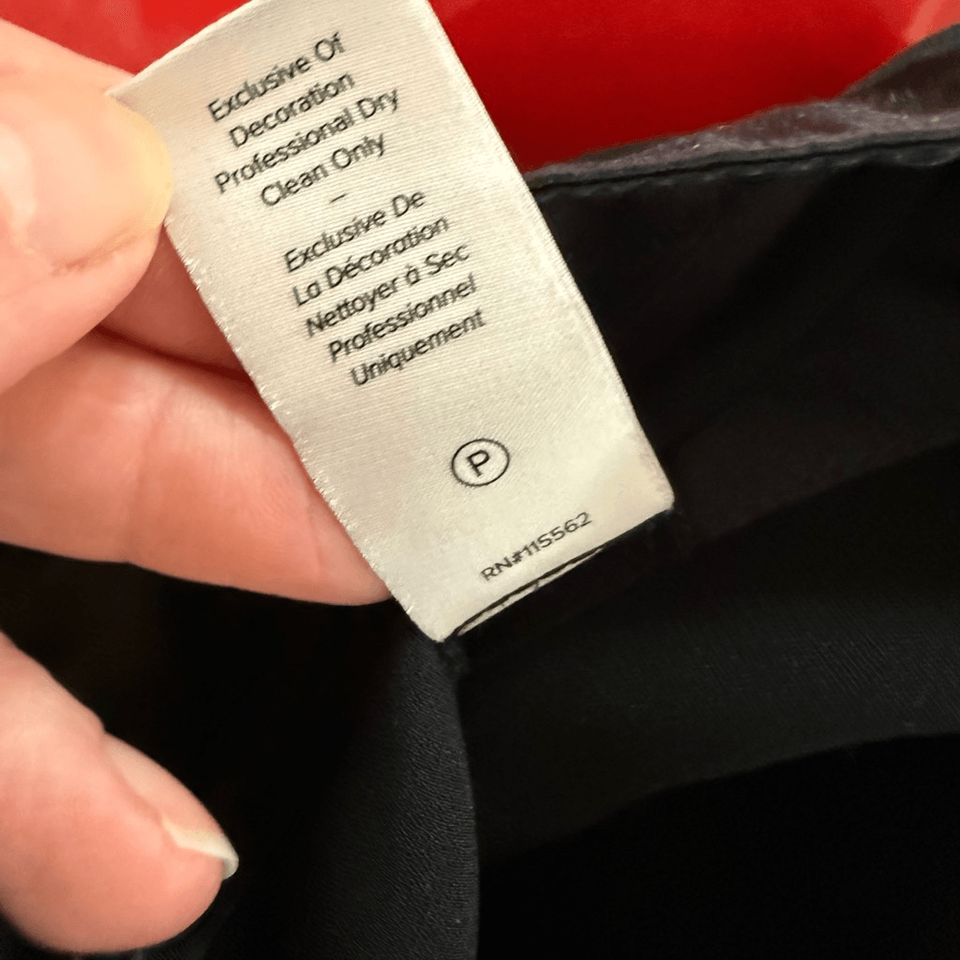 Exclusive Of
Decoration
Professional Dry
Clean Only
–
Exclusive De
La Décoration
Nettoyer à Sec
Professionnel
Uniquement
P
RN#115562